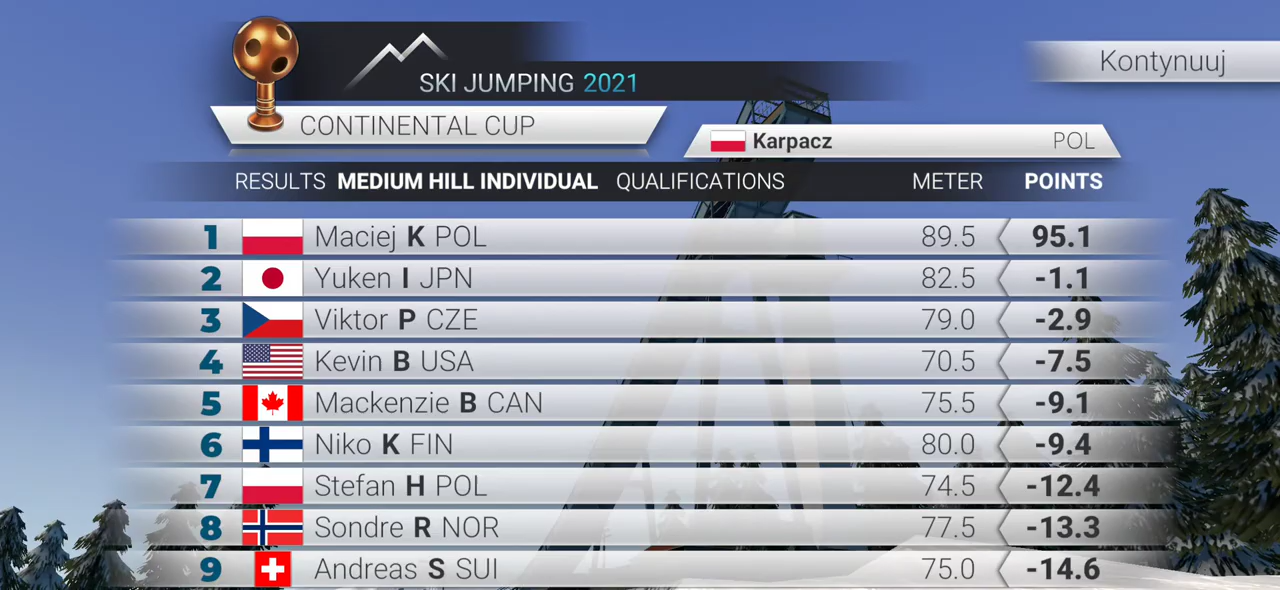 SKI JUMPING 2021
Kontynuuj
CONTINENTAL CUP
Karpacz POL
RESULTS MEDIUM HILL INDIVIDUAL QUALIFICATIONS METER POINTS
1 Maciej K POL 89.5 95.1
2 Yuken I JPN 82.5 -1.1
3 Viktor P CZE 79.0 -2.9
4 Kevin B USA 70.5 -7.5
5 Mackenzie B CAN 75.5 -9.1
6 Niko K FIN 80.0 -9.4
7 Stefan H POL 74.5 -12.4
8 Sondre R NOR 77.5 -13.3
9 Andreas S SUI 75.0 -14.6